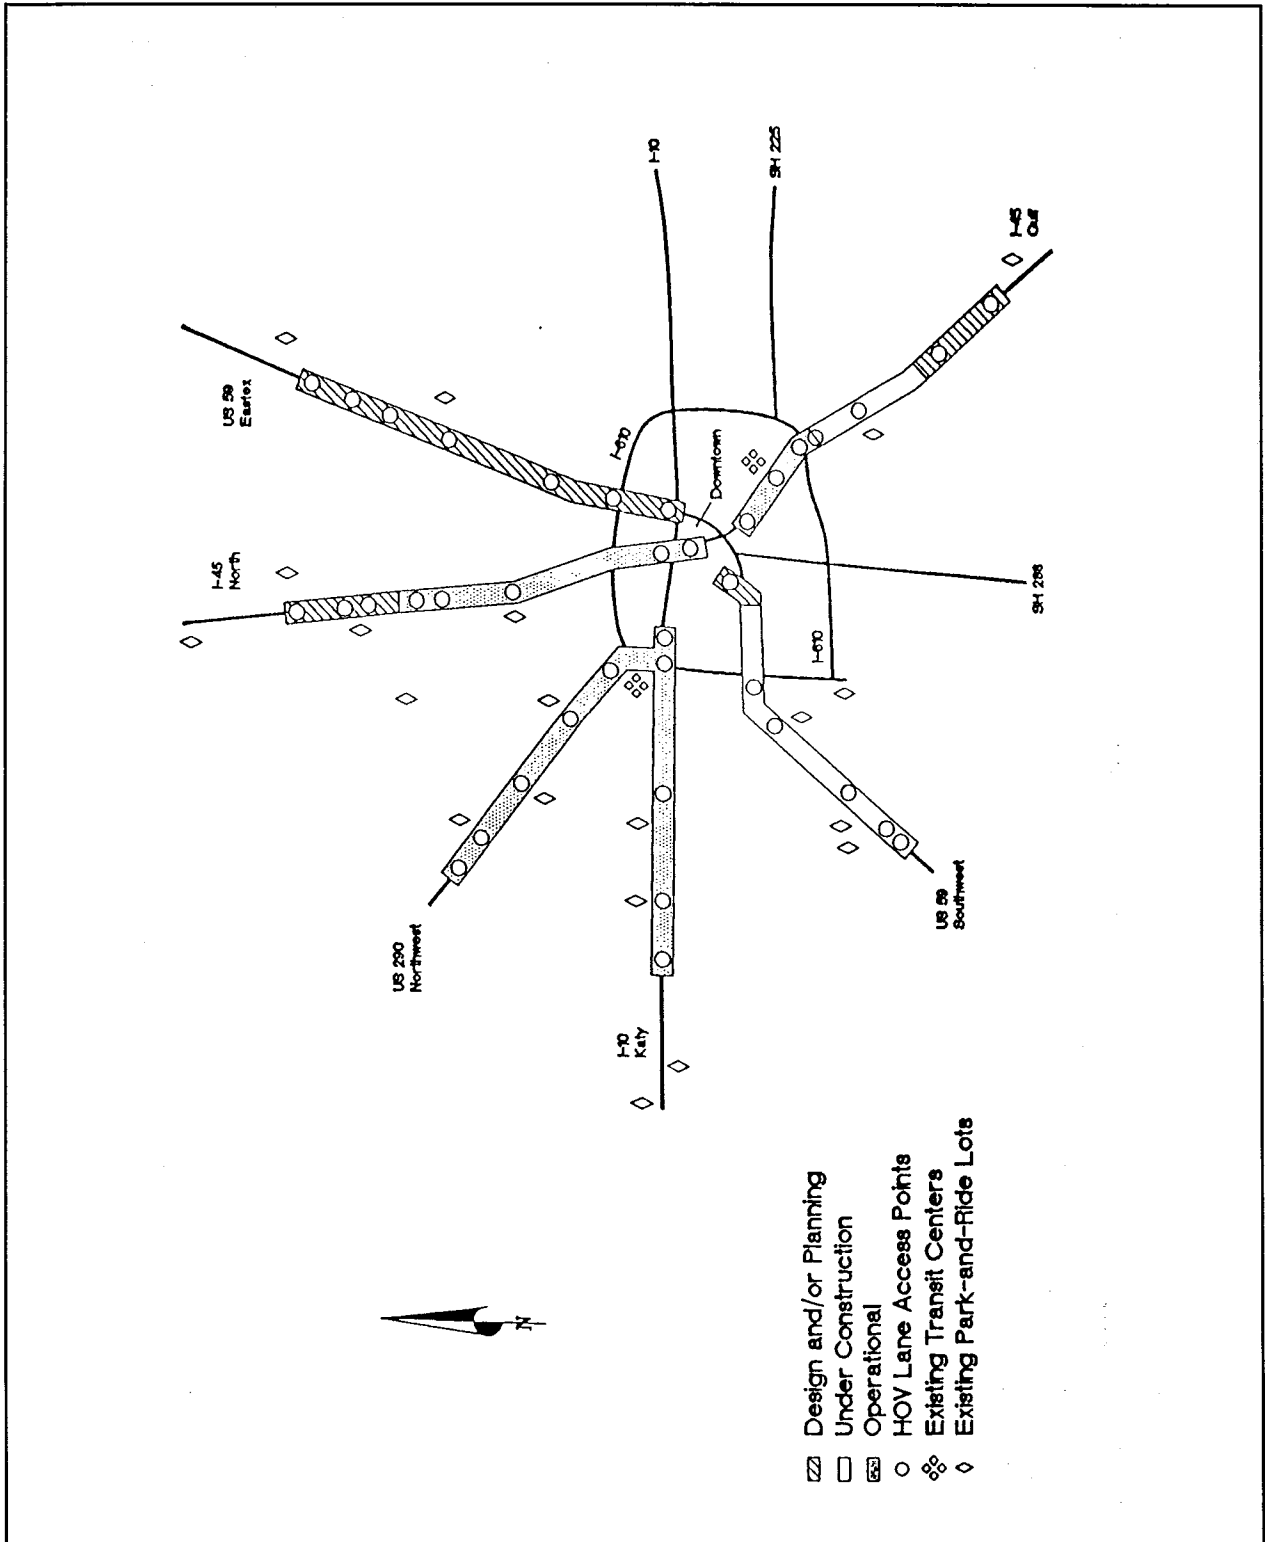 I-10
SH 225
I-45
Gulf
US 59
Eastex
I-610
Downtown
I-45
North
SH 288
I-610
US 290
Northwest
US 59
Southwest
I-10
Katy
N
Design and/or Planning
Under Construction
Operational
HOV Lane Access Points
Existing Transit Centers
Existing Park-and-Ride Lots